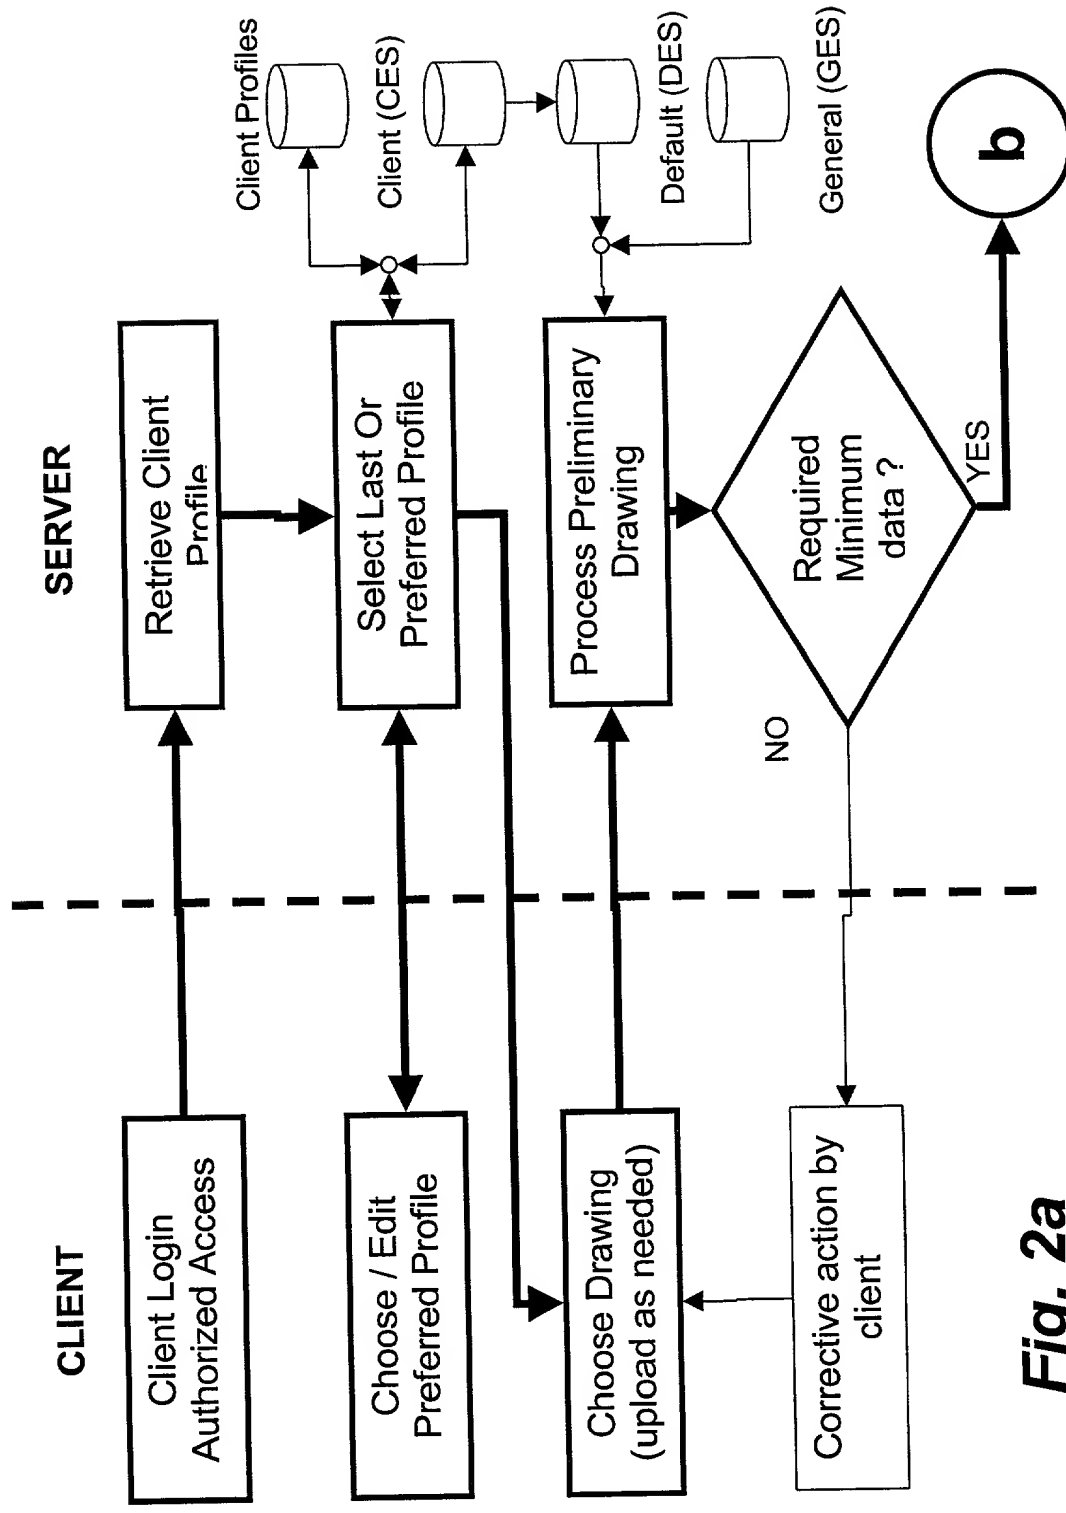 CLIENT
SERVER
Client Login
Authorized Access
Retrieve Client
Profile
Client Profiles
Choose / Edit
Preferred Profile
Select Last Or
Preferred Profile
Client (CES)
Choose Drawing
(upload as needed)
Process Preliminary
Drawing
Default (DES)
General (GES)
Corrective action by
client
NO
Required
Minimum
data ?
YES
b
Fig. 2a